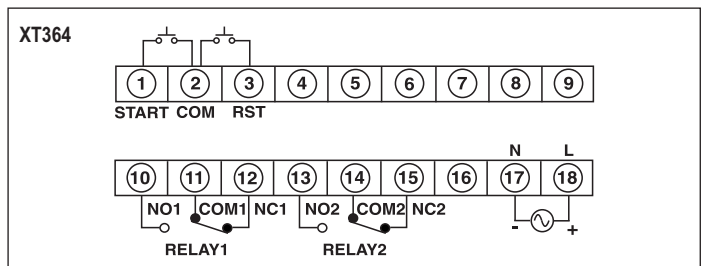 XT364
1 2 3 4 5 6 7 8 9
START COM RST
N L
10 11 12 13 14 15 16 17 18
NO1 COM1 NC1 NO2 COM2 NC2 - +
RELAY1 RELAY2